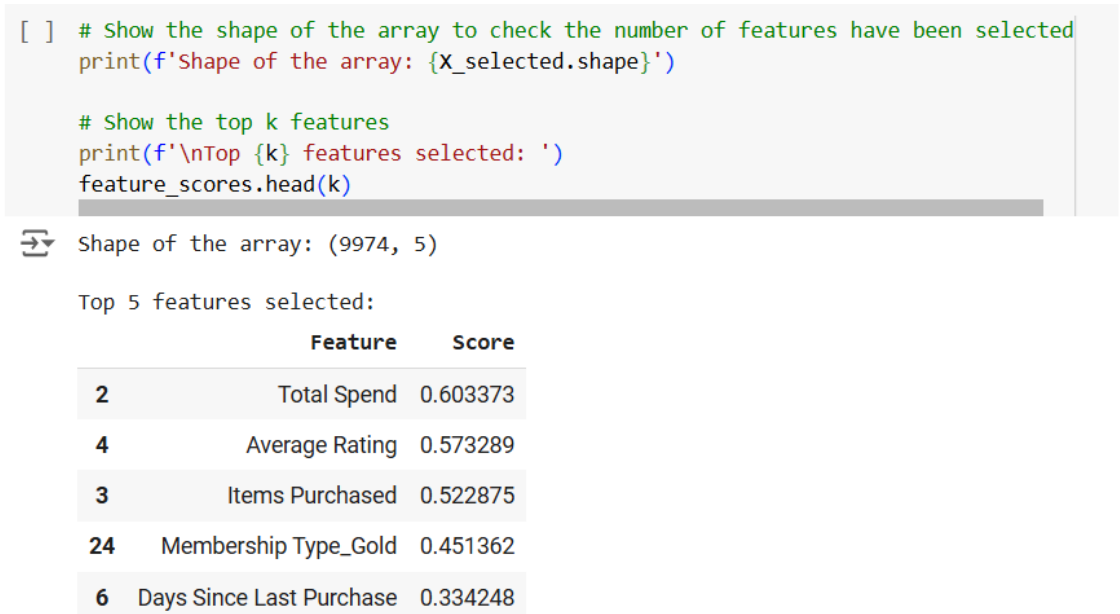 [ ] # Show the shape of the array to check the number of features have been selected
print(f'Shape of the array: {X_selected.shape}')
# Show the top k features
print(f'\nTop {k} features selected: ')
feature_scores.head(k)
Shape of the array: (9974, 5)
Top 5 features selected:
Feature Score
2 Total Spend 0.603373
4 Average Rating 0.573289
3 Items Purchased 0.522875
24 Membership Type_Gold 0.451362
6 Days Since Last Purchase 0.334248